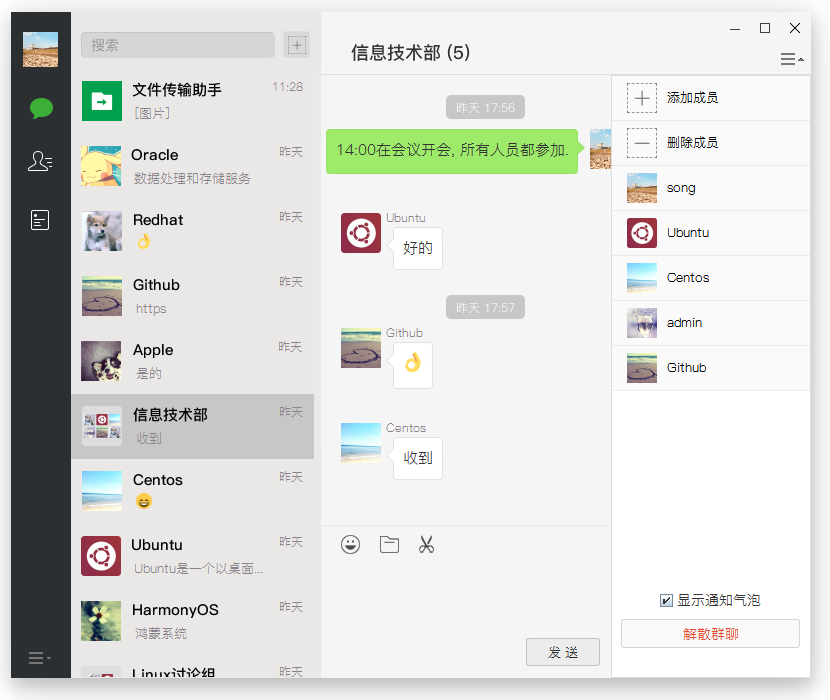 搜索
文件传输助手 11:28
[图片]
Oracle 昨天
数据处理和存储服务
Redhat 昨天
Github 昨天
https
Apple 昨天
是的
信息技术部 昨天
收到
Centos 昨天
Ubuntu 昨天
Ubuntu是一个以桌面...
HarmonyOS 昨天
鸿蒙系统
Linux讨论组 昨天
信息技术部 (5)
昨天 17:56
14:00在会议开会, 所有人员都参加.
Ubuntu
好的
昨天 17:57
Github
Centos
收到
发 送
添加成员
删除成员
song
Ubuntu
Centos
admin
Github
显示通知气泡
解散群聊